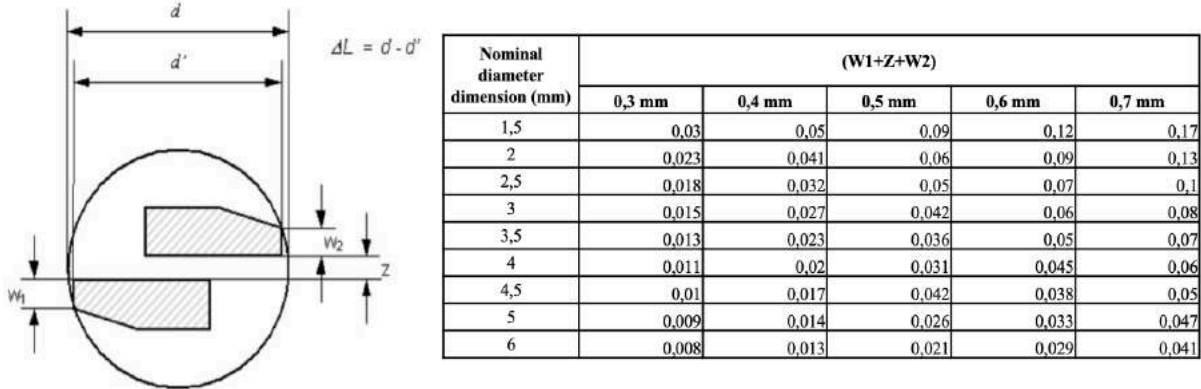 d
d'
ΔL = d - d'
W2
Z
W1
Nominal diameter dimension (mm) (W1+Z+W2)
0,3 mm 0,4 mm 0,5 mm 0,6 mm 0,7 mm
1,5 0,03 0,05 0,09 0,12 0,17
2 0,023 0,041 0,06 0,09 0,13
2,5 0,018 0,032 0,05 0,07 0,1
3 0,015 0,027 0,042 0,06 0,08
3,5 0,013 0,023 0,036 0,05 0,07
4 0,011 0,02 0,031 0,045 0,06
4,5 0,01 0,017 0,042 0,038 0,05
5 0,009 0,014 0,026 0,033 0,047
6 0,008 0,013 0,021 0,029 0,041